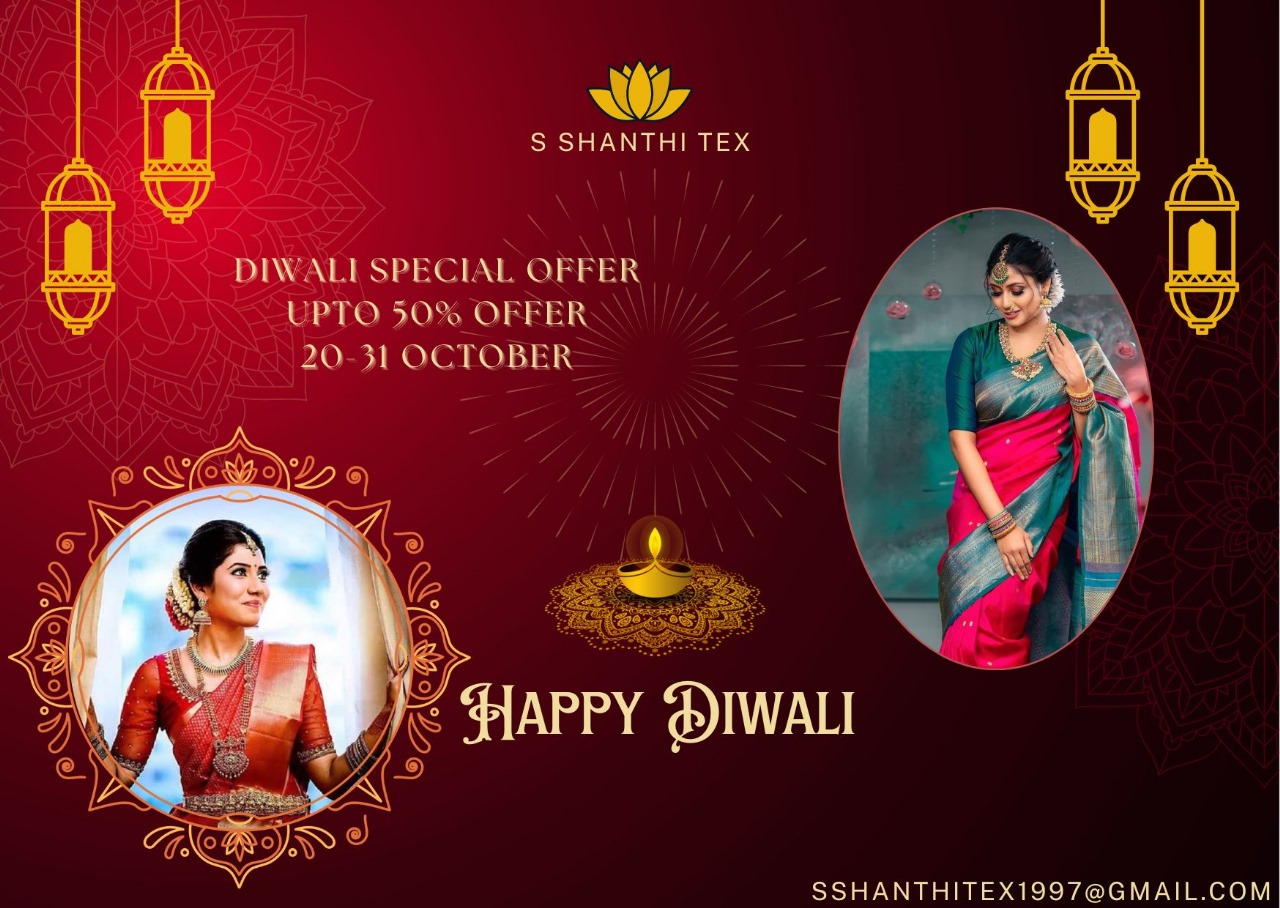 S SHANTHI TEX
DIWALI SPECIAL OFFER
UPTO 50% OFFER
20-31 OCTOBER
HAPPY DIWALI
SSHANTHITEX1997@GMAIL.COM